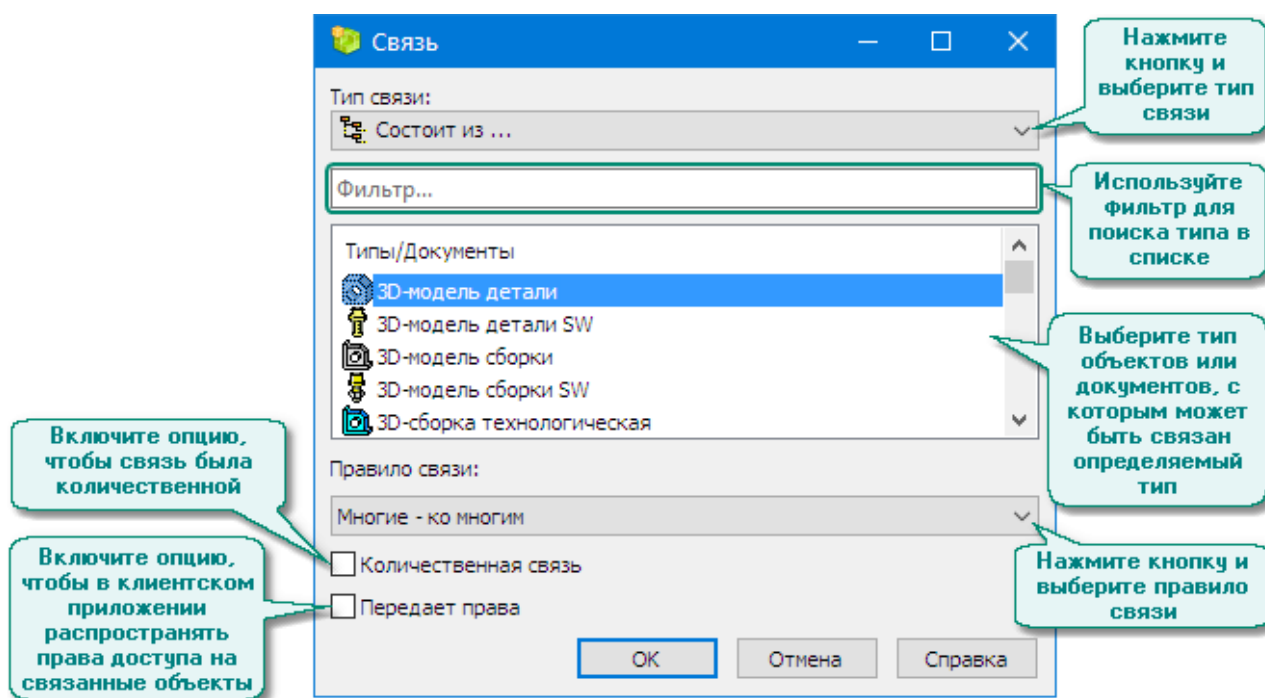 Связь
Тип связи:
Состоит из ...
Фильтр...
Типы/Документы
3D-модель детали
3D-модель детали SW
3D-модель сборки
3D-модель сборки SW
3D-сборка технологическая
Правило связи:
Многие - ко многим
Количественная связь
Передает права
ОК
Отмена
Справка
Нажмите
кнопку и
выберите тип
связи
Используйте
фильтр для
поиска типа в
списке
Выберите тип
объектов или
документов, с
которым может
быть связан
определяемый
тип
Нажмите кнопку и
выберите правило
связи
Включите опцию,
чтобы связь была
количественной
Включите опцию,
чтобы в клиентском
приложении
распространять
права доступа на
связанные объекты